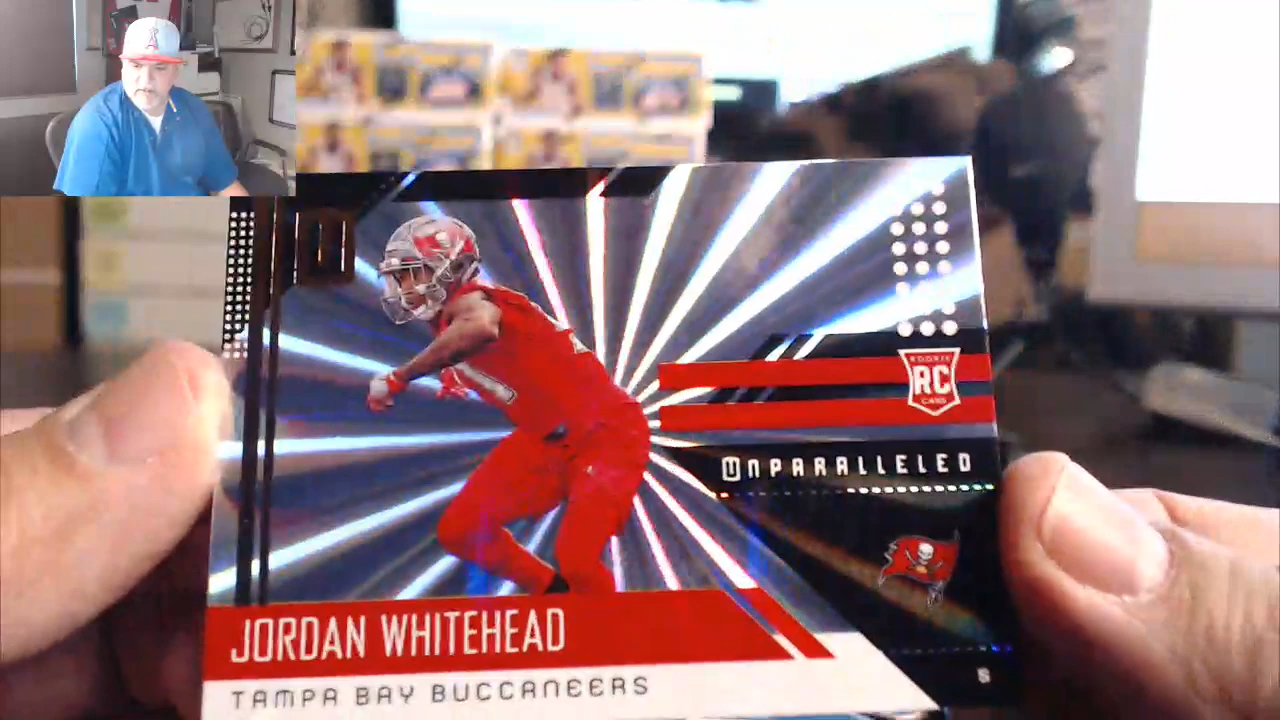 A
ROOKIE
RC
CARD
UNPARALLELED
JORDAN WHITEHEAD
TAMPA BAY BUCCANEERS
S